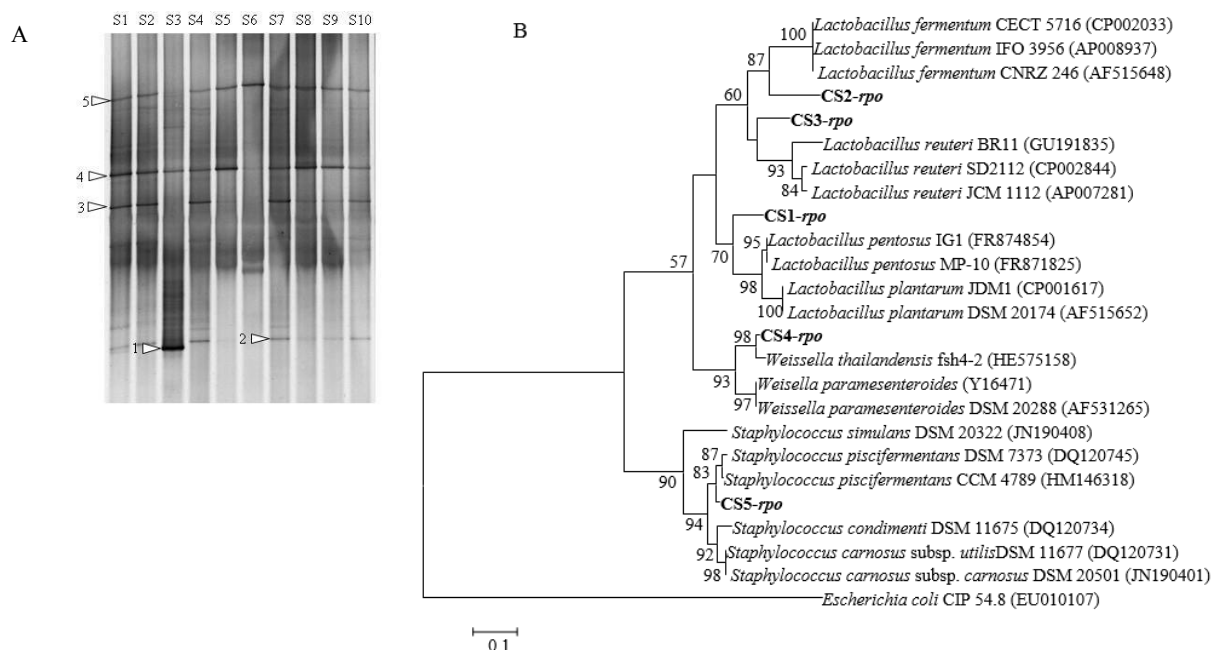 A
S1 S2 S3 S4 S5 S6 S7 S8 S9 S10
5
4
3
2
1
B
Lactobacillus fermentum CECT 5716 (CP002033)
100
Lactobacillus fermentum IFO 3956 (AP008937)
87
Lactobacillus fermentum CNRZ 246 (AF515648)
60
CS2-rpo
CS3-rpo
Lactobacillus reuteri BR11 (GU191835)
93
Lactobacillus reuteri SD2112 (CP002844)
84
Lactobacillus reuteri JCM 1112 (AP007281)
CS1-rpo
95
Lactobacillus pentosus IG1 (FR874854)
70
57
Lactobacillus pentosus MP-10 (FR871825)
98
Lactobacillus plantarum JDM1 (CP001617)
100
Lactobacillus plantarum DSM 20174 (AF515652)
98
CS4-rpo
Weissella thailandensis fsh4-2 (HE575158)
93
Weisella paramesenteroides (Y16471)
97
Weissella paramesenteroides DSM 20288 (AF531265)
Staphylococcus simulans DSM 20322 (JN190408)
87
Staphylococcus piscifermentans DSM 7373 (DQ120745)
83
90
Staphylococcus piscifermentans CCM 4789 (HM146318)
CS5-rpo
94
Staphylococcus condimenti DSM 11675 (DQ120734)
92
Staphylococcus carnosus subsp. utilisDSM 11677 (DQ120731)
98
Staphylococcus carnosus subsp. carnosus DSM 20501 (JN190401)
Escherichia coli CIP 54.8 (EU010107)
0.1